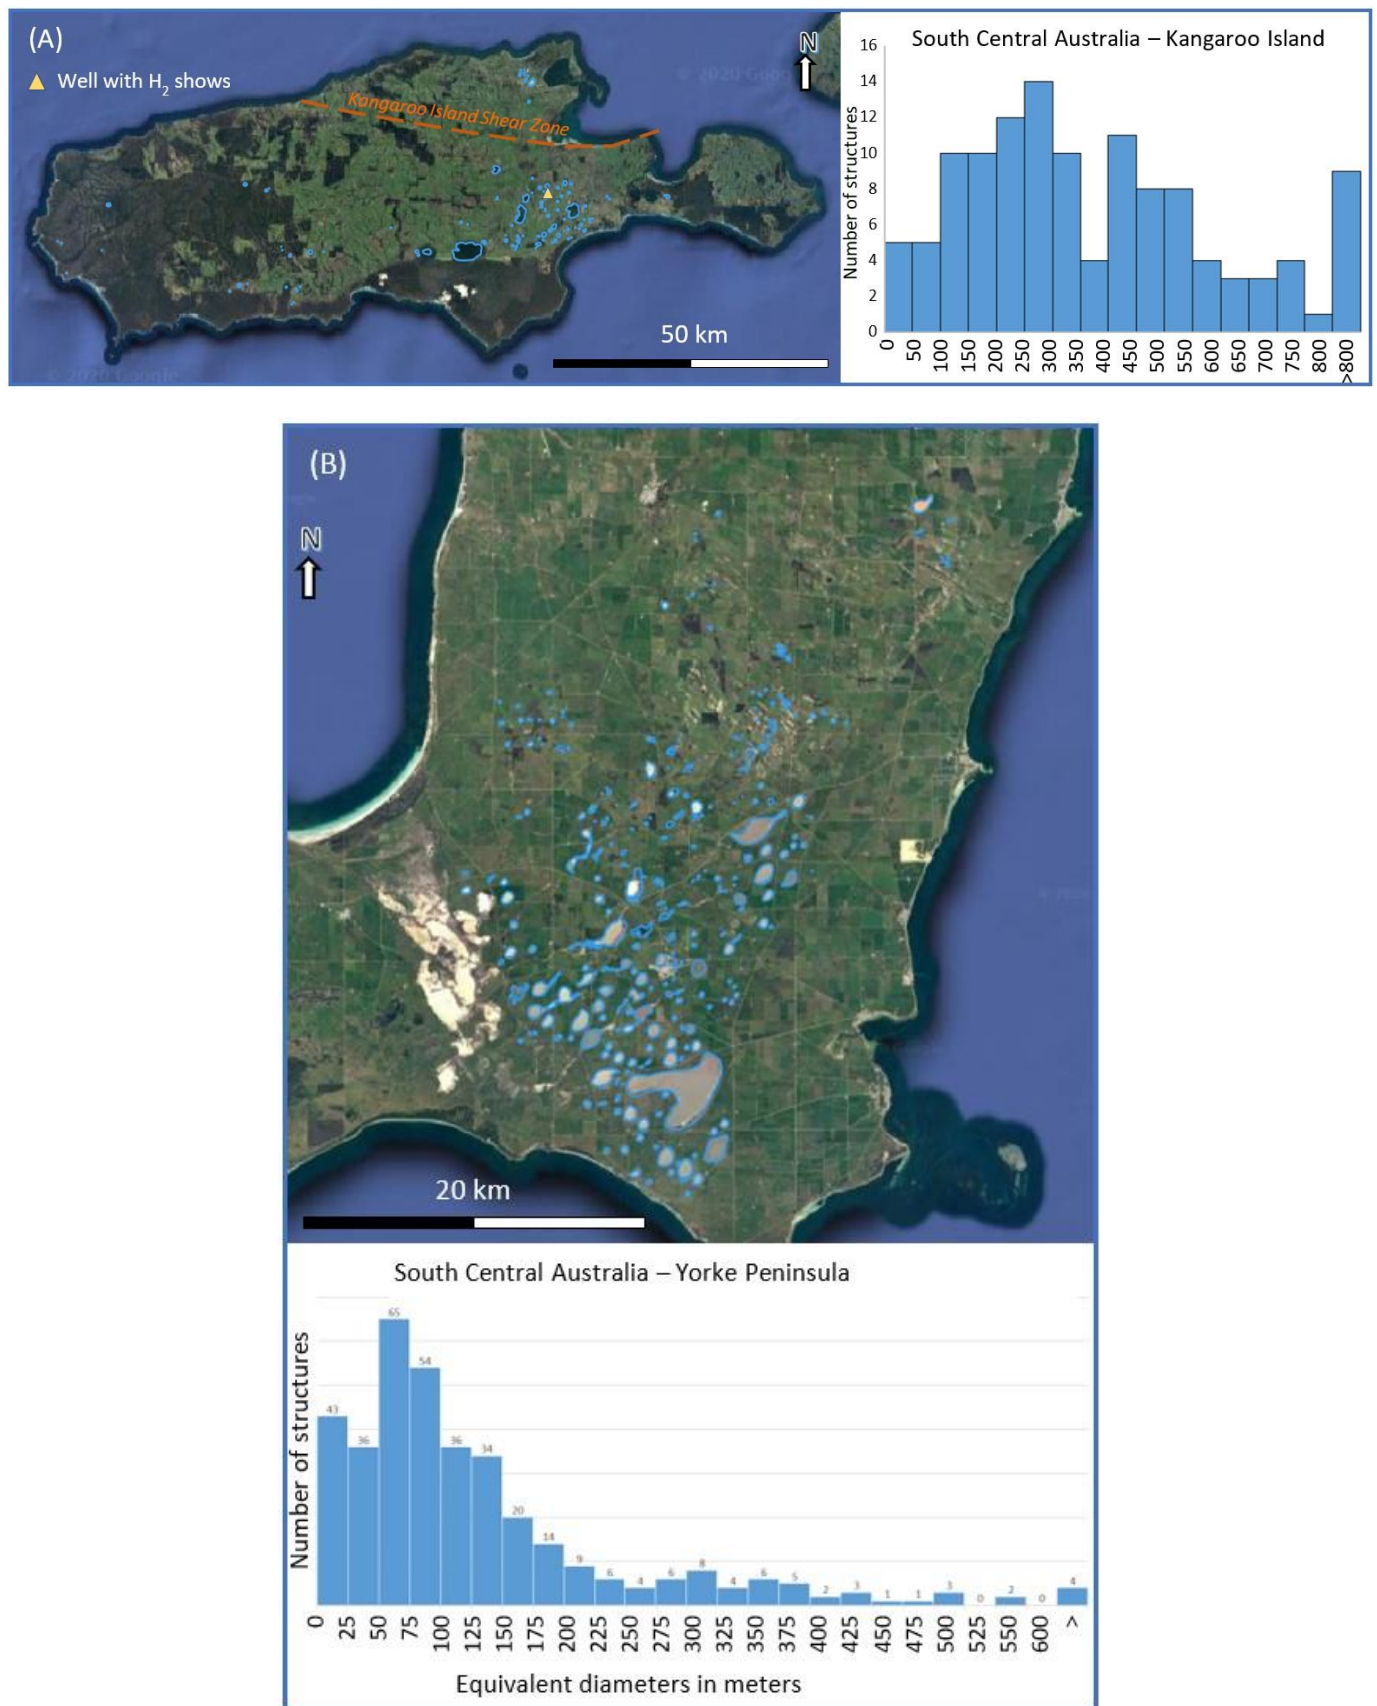 (A)
Well with H₂ shows
N
© 2020 Goo
Kangaroo Island Shear Zone
50 km
© 2020 Google
South Central Australia – Kangaroo Island
Number of structures
16
14
12
10
8
6
4
2
0
0 50 100 150 200 250 300 350 400 450 500 550 600 650 700 750 800 >800
(B)
N
20 km
South Central Australia – Yorke Peninsula
Number of structures
43 36 65 54 36 34 20 14 9 6 4 6 8 4 6 5 2 3 1 1 3 0 2 0 4
0 25 50 75 100 125 150 175 200 225 250 275 300 325 350 375 400 425 450 475 500 525 550 600 >
Equivalent diameters in meters